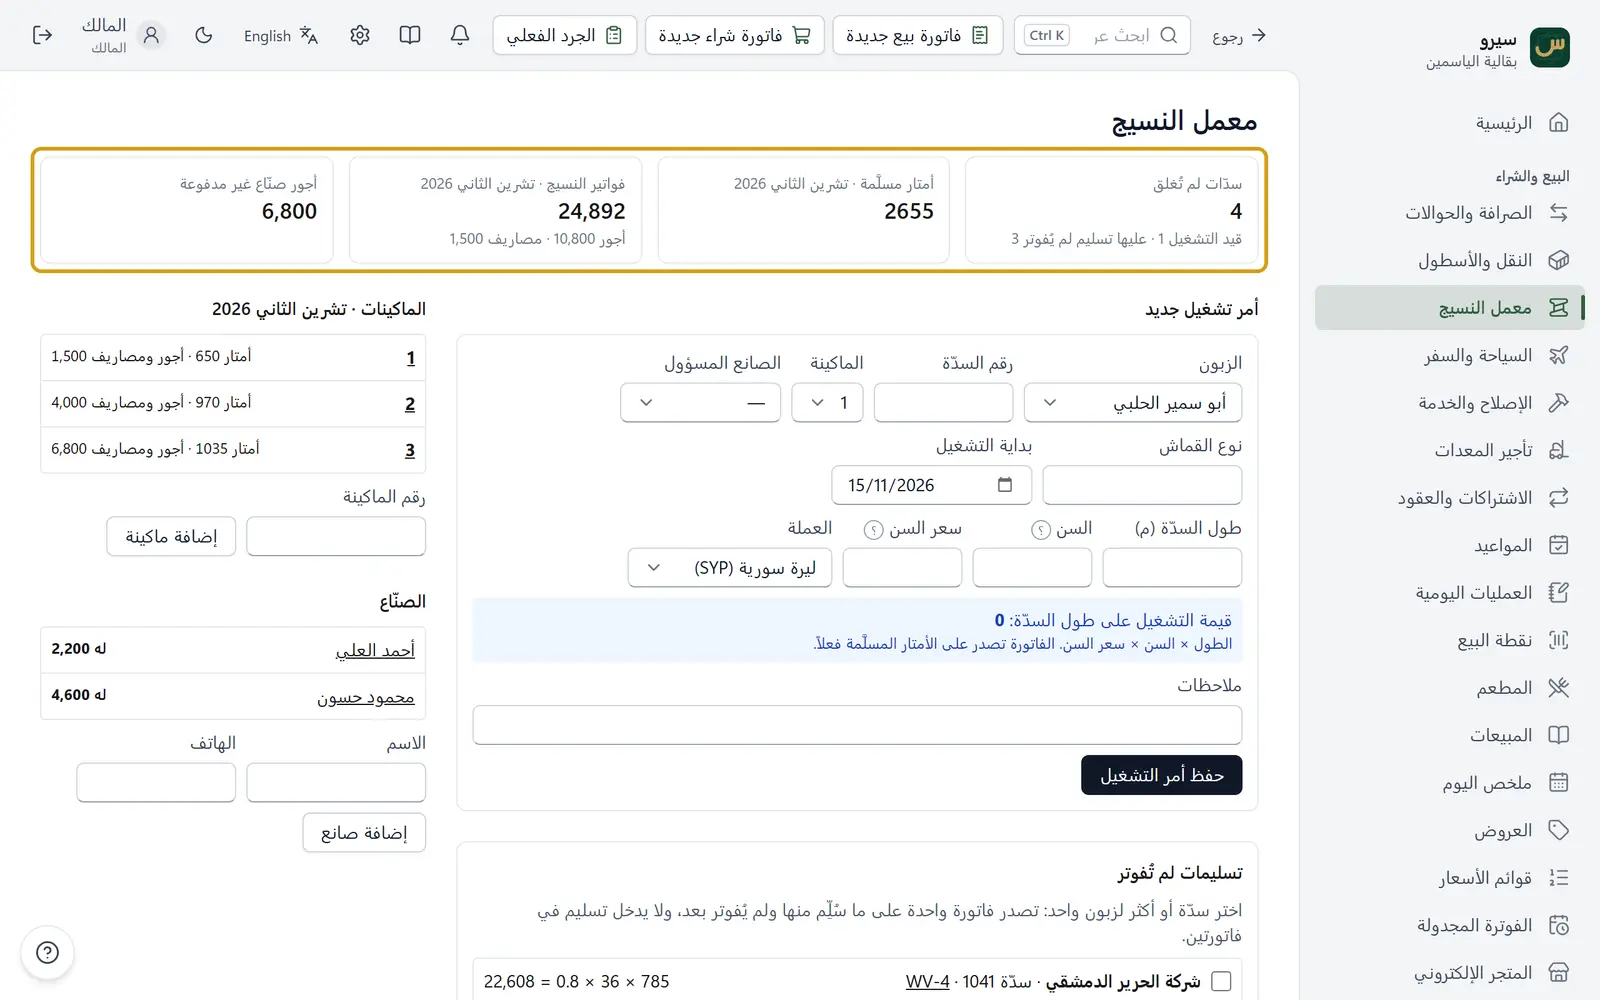 سيرو
بقالية الياسمين
رجوع
ابحث عر
Ctrl K
فاتورة بيع جديدة
فاتورة شراء جديدة
الجرد الفعلي
English
المالك
المالك
الرئيسية
البيع والشراء
الصرافة والحوالات
النقل والأسطول
معمل النسيج
السياحة والسفر
الإصلاح والخدمة
تأجير المعدات
الاشتراكات والعقود
المواعيد
العمليات اليومية
نقطة البيع
المطعم
المبيعات
ملخص اليوم
العروض
قوائم الأسعار
الفوترة المجدولة
المتجر الإلكتروني
معمل النسيج
سدّات لم تُغلق
4
قيد التشغيل 1 · عليها تسليم لم يُفوتر 3
أمتار مسلَّمة · تشرين الثاني 2026
2655
فواتير النسيج · تشرين الثاني 2026
24,892
أجور 10,800 · مصاريف 1,500
أجور صنّاع غير مدفوعة
6,800
أمر تشغيل جديد
الزبون
رقم السدّة
الماكينة
الصانع المسؤول
أبو سمير الحلبي
1
—
نوع القماش
بداية التشغيل
15/11/2026
طول السدّة (م)
السن ؟
سعر السن ؟
العملة
ليرة سورية (SYP)
قيمة التشغيل على طول السدّة: 0
الطول × السن × سعر السن. الفاتورة تصدر على الأمتار المسلَّمة فعلاً.
ملاحظات
حفظ أمر التشغيل
تسليمات لم تُفوتر
اختر سدّة أو أكثر لزبون واحد: تصدر فاتورة واحدة على ما سُلِّم منها ولم يُفوتر بعد، ولا يدخل تسليم في
فاتورتين.
شركة الحرير الدمشقي · سدّة 1041 · WV-4
785 × 36 × 0.8 = 22,608
الماكينات · تشرين الثاني 2026
1
أمتار 650 · أجور ومصاريف 1,500
2
أمتار 970 · أجور ومصاريف 4,000
3
أمتار 1035 · أجور ومصاريف 6,800
رقم الماكينة
إضافة ماكينة
الصنّاع
أحمد العلي
له 2,200
محمود حسون
له 4,600
الاسم
الهاتف
إضافة صانع